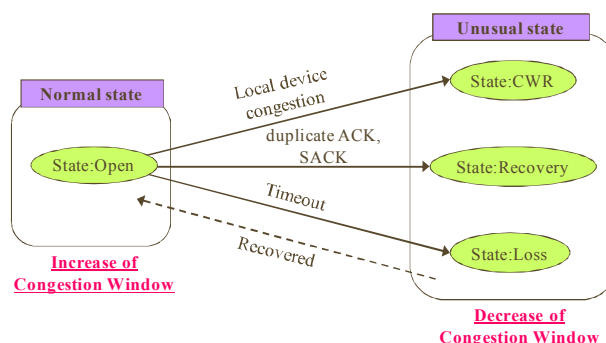 Unusual state
Normal state
Local device
congestion
State:CWR
duplicate ACK,
SACK
State:Open
State:Recovery
Timeout
Recovered
State:Loss
Increase of
Congestion Window
Decrease of
Congestion Window